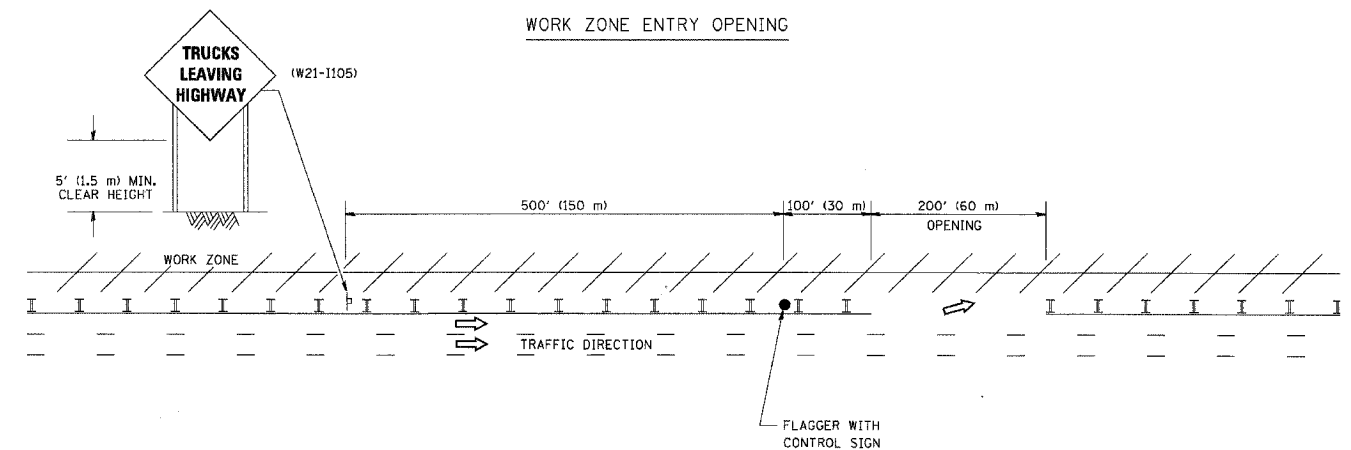 WORK ZONE ENTRY OPENING
TRUCKS
LEAVING
HIGHWAY
(W21-I105)
5' (1.5 m) MIN.
CLEAR HEIGHT
500' (150 m)
100' (30 m)
200' (60 m)
OPENING
WORK ZONE
TRAFFIC DIRECTION
FLAGGER WITH
CONTROL SIGN